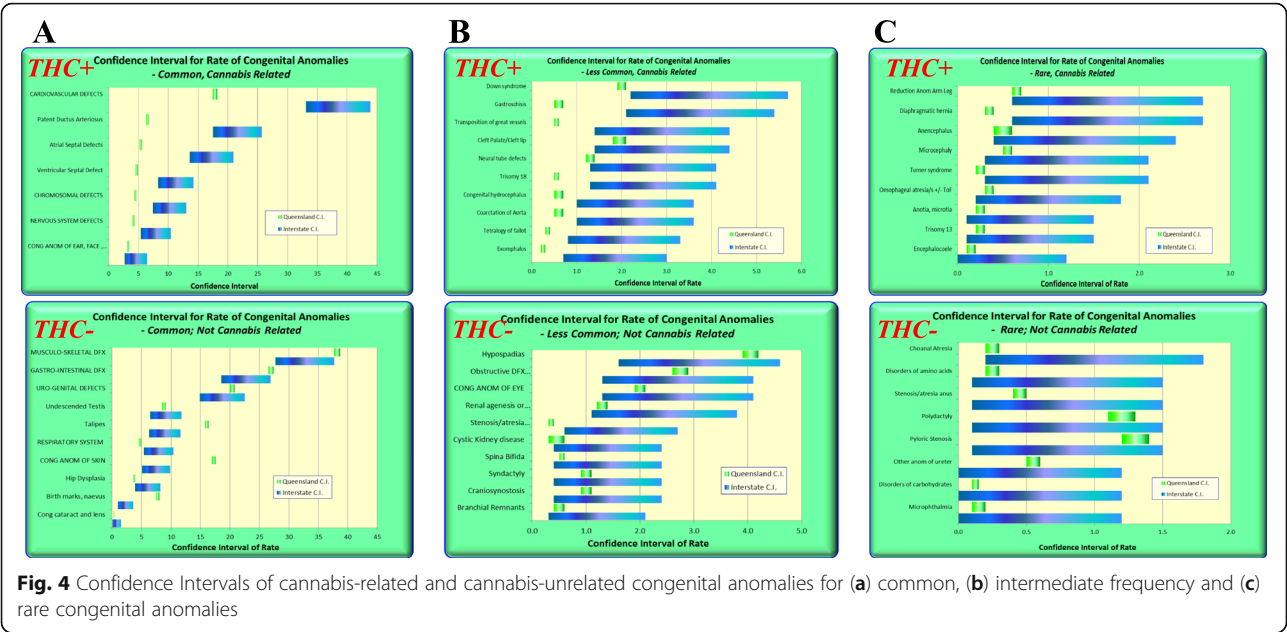 A
THC+
Confidence Interval for Rate of Congenital Anomalies
- Common, Cannabis Related
CARDIOVASCULAR DEFECTS
Patent Ductus Arteriosus
Atrial Septal Defects
Ventricular Septal Defect
CHROMOSOMAL DEFECTS
NERVOUS SYSTEM DEFECTS
CONG ANOM OF EAR, FACE ,...
Queensland C.I.
Interstate C.I.
0 5 10 15 20 25 30 35 40 45
Confidence Interval
B
THC+
Confidence Interval for Rate of Congenital Anomalies
- Less Common, Cannabis Related
Down syndrome
Gastroschisis
Transposition of great vessels
Cleft Palate/Cleft lip
Neural tube defects
Trisomy 18
Congenital hydrocephalus
Coarctation of Aorta
Tetralogy of fallot
Exomphalos
Queensland C.I.
Interstate C.I.
0.0 1.0 2.0 3.0 4.0 5.0 6.0
Confidence Interval of Rate
C
THC+
Confidence Interval for Rate of Congenital Anomalies
- Rare, Cannabis Related
Reduction Anom Arm Leg
Diaphragmatic hernia
Anencephalus
Microcephaly
Turner syndrome
Oesophageal atresia/s +/- ToF
Anotia, microtia
Trisomy 13
Encephalocoele
Queensland C.I.
Interstate C.I.
0.0 1.0 2.0 3.0
Confidence Interval of Rate
THC-
Confidence Interval for Rate of Congenital Anomalies
- Common; Not Cannabis Related
MUSCULO-SKELETAL DFX
GASTRO-INTESTINAL DFX
URO-GENITAL DEFECTS
Undescended Testis
Talipes
RESPIRATORY SYSTEM
CONG ANOM OF SKIN
Hip Dysplasia
Birth marks, naevus
Cong cataract and lens
Queensland C.I.
Interstate C.I.
0 5 10 15 20 25 30 35 40 45
Confidence Interval of Rate
THC-
Confidence Interval for Rate of Congenital Anomalies
- Less Common; Not Cannabis Related
Hypospadias
Obstructive DFX...
CONG ANOM OF EYE
Renal agenesis or...
Stenosis/atresia...
Cystic Kidney disease
Spina Bifida
Syndactyly
Craniosynostosis
Branchial Remnants
Queensland C.I.
Interstate C.I.
0.0 1.0 2.0 3.0 4.0 5.0
Confidence Interval of Rate
THC-
Confidence Interval for Rate of Congenital Anomalies
- Rare; Not Cannabis Related
Choanal Atresia
Disorders of amino acids
Stenosis/atresia anus
Polydactyly
Pyloric Stenosis
Other anom of ureter
Disorders of carbohydrates
Microphthalmia
Queensland C.I.
Interstate C.I.
0.0 0.5 1.0 1.5 2.0
Confidence Interval of Rate
Fig. 4 Confidence Intervals of cannabis-related and cannabis-unrelated congenital anomalies for (a) common, (b) intermediate frequency and (c)
rare congenital anomalies